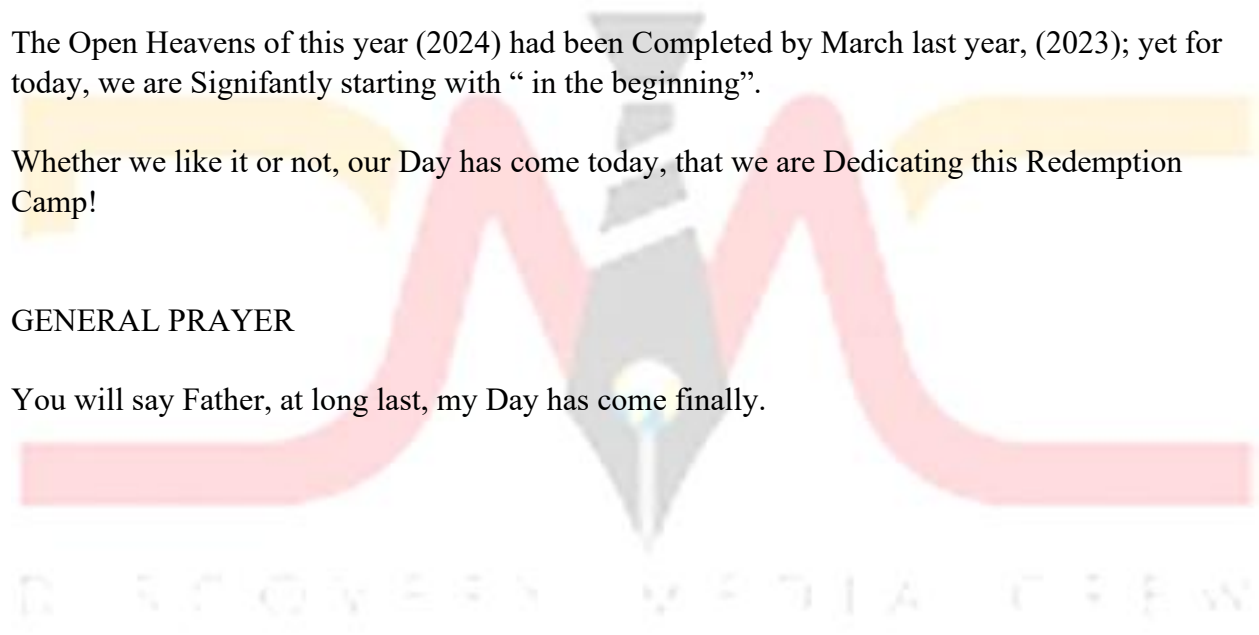 The Open Heavens of this year (2024) had been Completed by March last year, (2023); yet for
today, we are Signifantly starting with “ in the beginning”.
Whether we like it or not, our Day has come today, that we are Dedicating this Redemption
Camp!
GENERAL PRAYER
You will say Father, at long last, my Day has come finally.
DISCOVERY MEDIA CREW